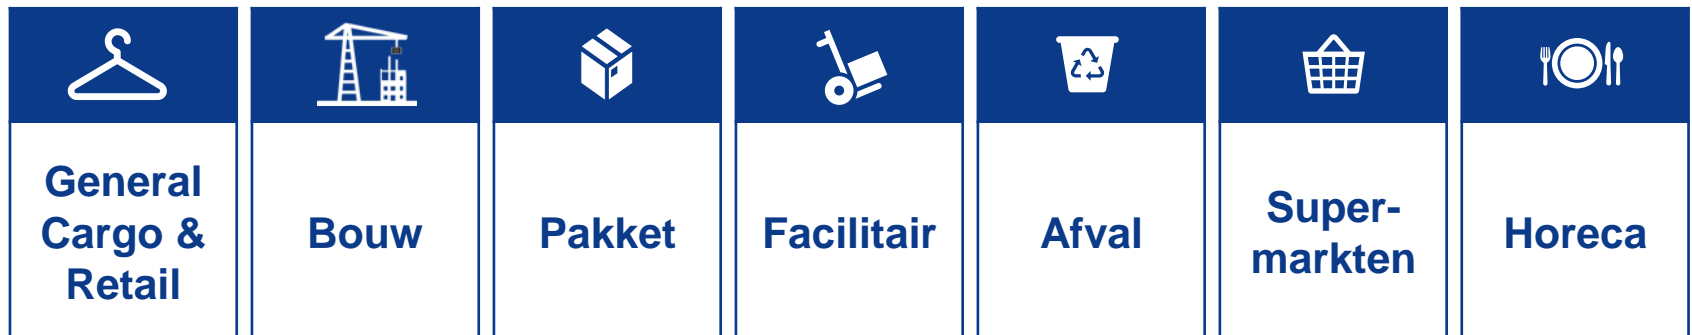 General
Cargo &
Retail
Bouw
Pakket
Facilitair
Afval
Super-
markten
Horeca